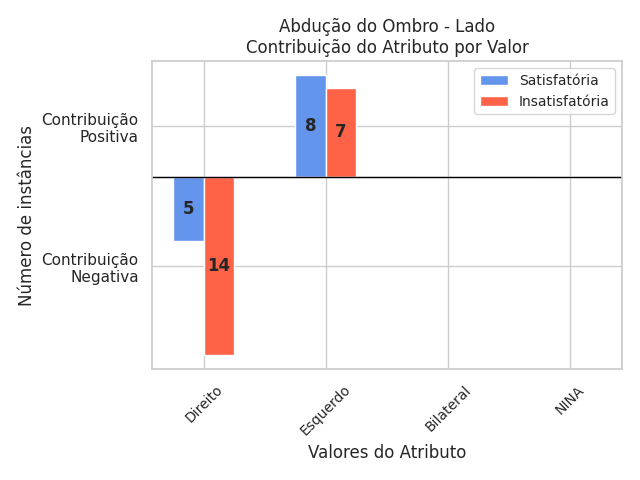 Abdução do Ombro - Lado
Contribuição do Atributo por Valor
Satisfatória
Insatisfatória
Contribuição
Positiva
Contribuição
Negativa
Número de instâncias
8
7
5
14
Direito
Esquerdo
Bilateral
NINA
Valores do Atributo